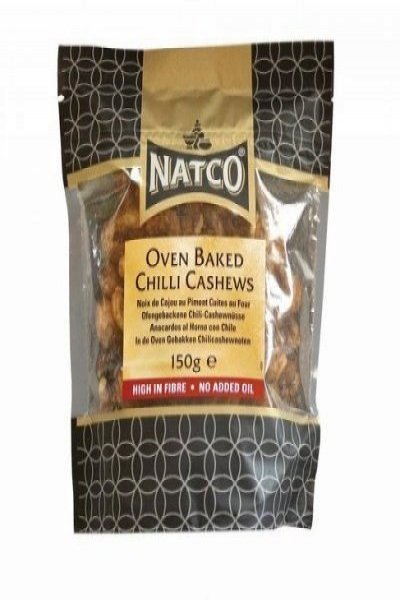 NATCO
OVEN BAKED
CHILLI CASHEWS
Noix de Cajou au Piment Cuites au Four
Ofengebackene Chili-Cashewnüsse
Anacardos al Horno con Chile
In de Oven Gebakken Chilicashewnoten
150g ℮
HIGH IN FIBRE • NO ADDED OIL